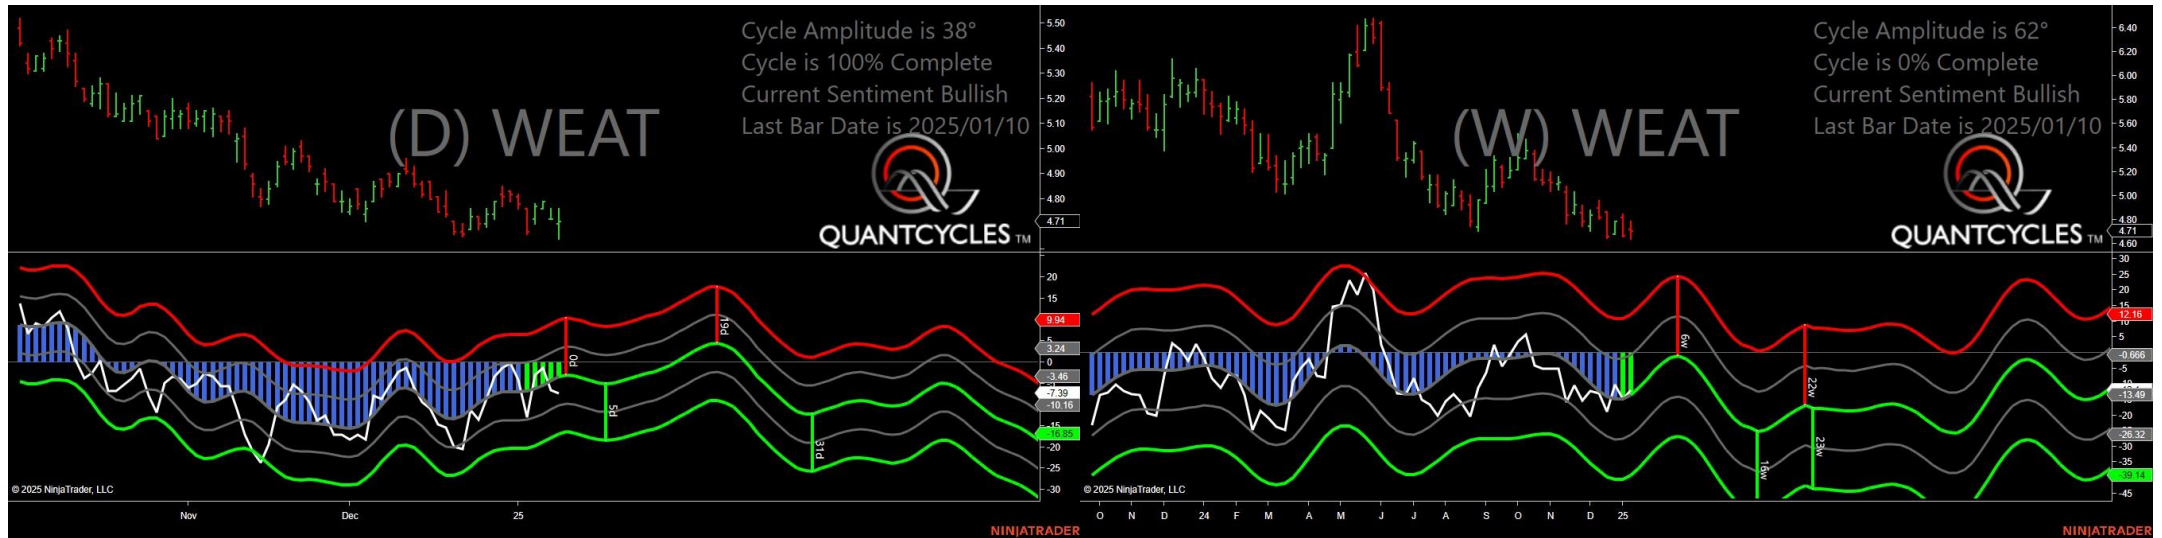 Cycle Amplitude is 38°
Cycle is 100% Complete
Current Sentiment Bullish
Last Bar Date is 2025/01/10
(D) WEAT
QUANTCYCLES TM
5.50
5.40
5.30
5.20
5.10
5.00
4.90
4.80
4.71
20
15
9.94
5
3.24
0
-3.46
-7.39
-10.16
-15
-16.85
-20
-25
-30
0d
5d
19d
31d
© 2025 NinjaTrader, LLC
Nov
Dec
25
NINJATRADER
Cycle Amplitude is 62°
Cycle is 0% Complete
Current Sentiment Bullish
Last Bar Date is 2025/01/10
(W) WEAT
QUANTCYCLES TM
6.40
6.20
6.00
5.80
5.60
5.40
5.20
5.00
4.80
4.71
4.60
30
25
20
15
12.16
10
5
-0.666
-5
-13.49
-20
-26.32
-30
-35
-39.14
-45
6w
16w
22w
23w
© 2025 NinjaTrader, LLC
O N D 24 F M A M J J A S O N D 25
NINJATRADER